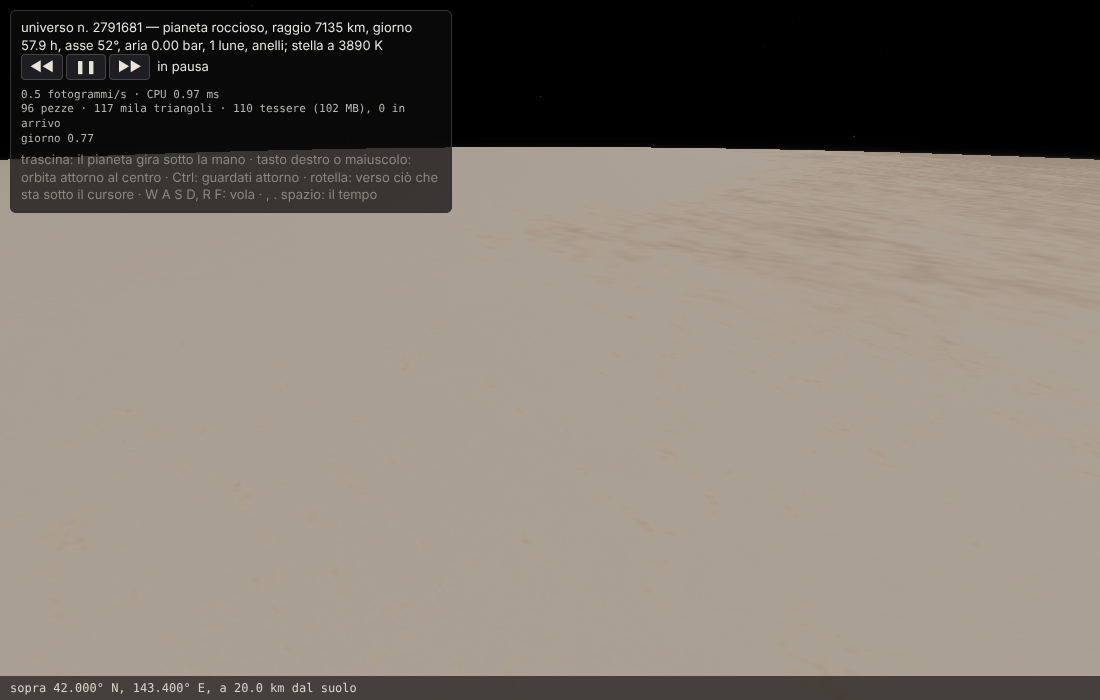 universo n. 2791681 — pianeta roccioso, raggio 7135 km, giorno
57.9 h, asse 52°, aria 0.00 bar, 1 lune, anelli; stella a 3890 K
in pausa
0.5 fotogrammi/s · CPU 0.97 ms
96 pezze · 117 mila triangoli · 110 tessere (102 MB), 0 in
arrivo
giorno 0.77
trascina: il pianeta gira sotto la mano · tasto destro o maiuscolo:
orbita attorno al centro · Ctrl: guardati attorno · rotella: verso ciò che
sta sotto il cursore · W A S D, R F: vola · , . spazio: il tempo
sopra 42.000° N, 143.400° E, a 20.0 km dal suolo